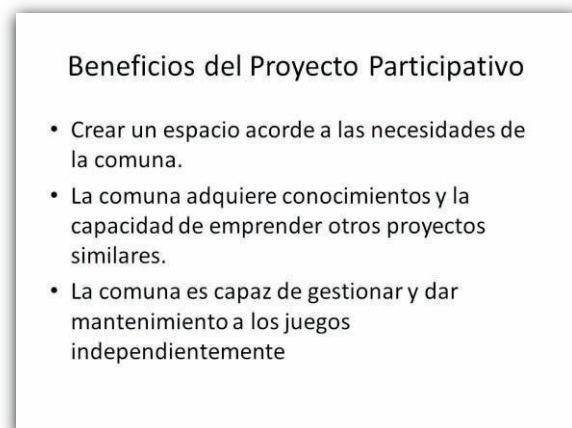 Beneficios del Proyecto Participativo
• Crear un espacio acorde a las necesidades de
la comuna.
• La comuna adquiere conocimientos y la
capacidad de emprender otros proyectos
similares.
• La comuna es capaz de gestionar y dar
mantenimiento a los juegos
independientemente